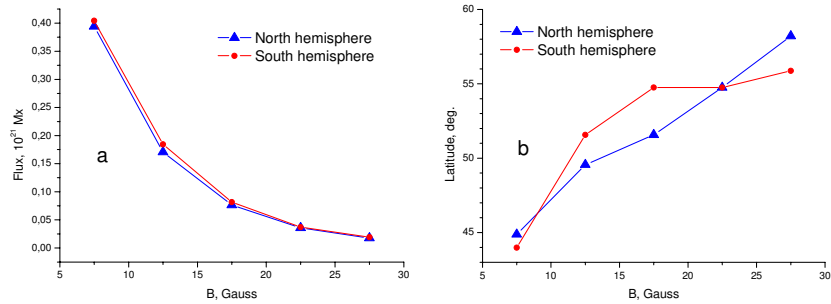 0,40
0,35
0,30
0,25
0,20
0,15
0,10
0,05
0,00
Flux, 10²¹ Mx
North hemisphere
South hemisphere
a
5 10 15 20 25 30
B, Gauss
60
55
50
45
Latitude, deg.
North hemisphere
South hemisphere
b
5 10 15 20 25 30
B, Gauss